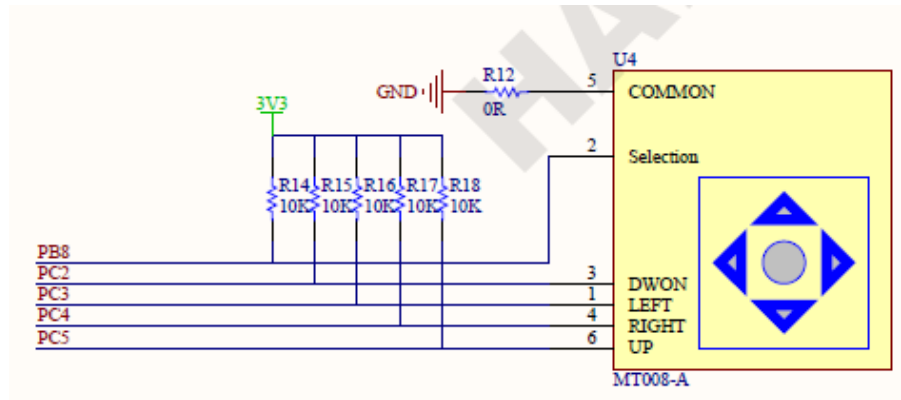 U4
R12
5
GND
COMMON
0R
3V3
2
Selection
R14 R15 R16 R17 R18
10K 10K 10K 10K 10K
PB8
PC2
3
DWON
PC3
1
LEFT
PC4
4
RIGHT
PC5
6
UP
MT008-A